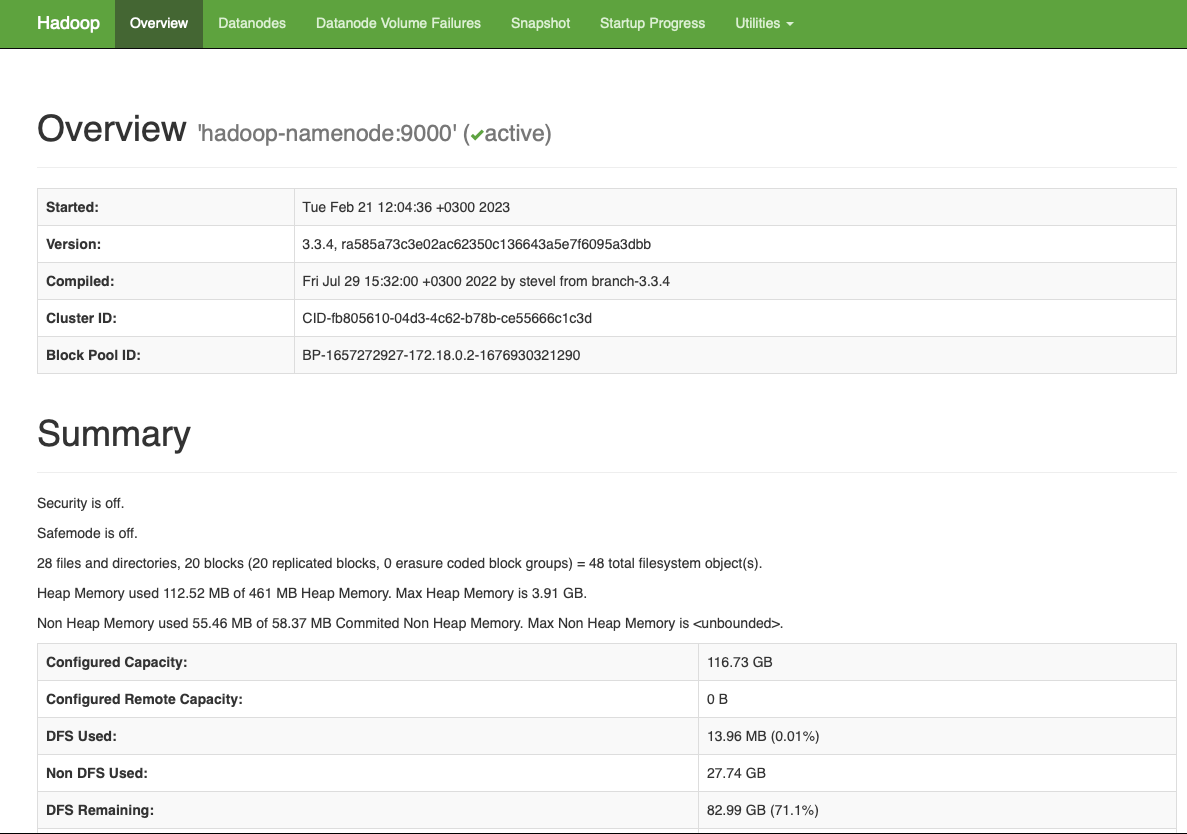 Hadoop Overview Datanodes Datanode Volume Failures Snapshot Startup Progress Utilities
Overview 'hadoop-namenode:9000' (✔active)
Started: Tue Feb 21 12:04:36 +0300 2023
Version: 3.3.4, ra585a73c3e02ac62350c136643a5e7f6095a3dbb
Compiled: Fri Jul 29 15:32:00 +0300 2022 by stevel from branch-3.3.4
Cluster ID: CID-fb805610-04d3-4c62-b78b-ce55666c1c3d
Block Pool ID: BP-1657272927-172.18.0.2-1676930321290
Summary
Security is off.
Safemode is off.
28 files and directories, 20 blocks (20 replicated blocks, 0 erasure coded block groups) = 48 total filesystem object(s).
Heap Memory used 112.52 MB of 461 MB Heap Memory. Max Heap Memory is 3.91 GB.
Non Heap Memory used 55.46 MB of 58.37 MB Commited Non Heap Memory. Max Non Heap Memory is <unbounded>.
Configured Capacity: 116.73 GB
Configured Remote Capacity: 0 B
DFS Used: 13.96 MB (0.01%)
Non DFS Used: 27.74 GB
DFS Remaining: 82.99 GB (71.1%)